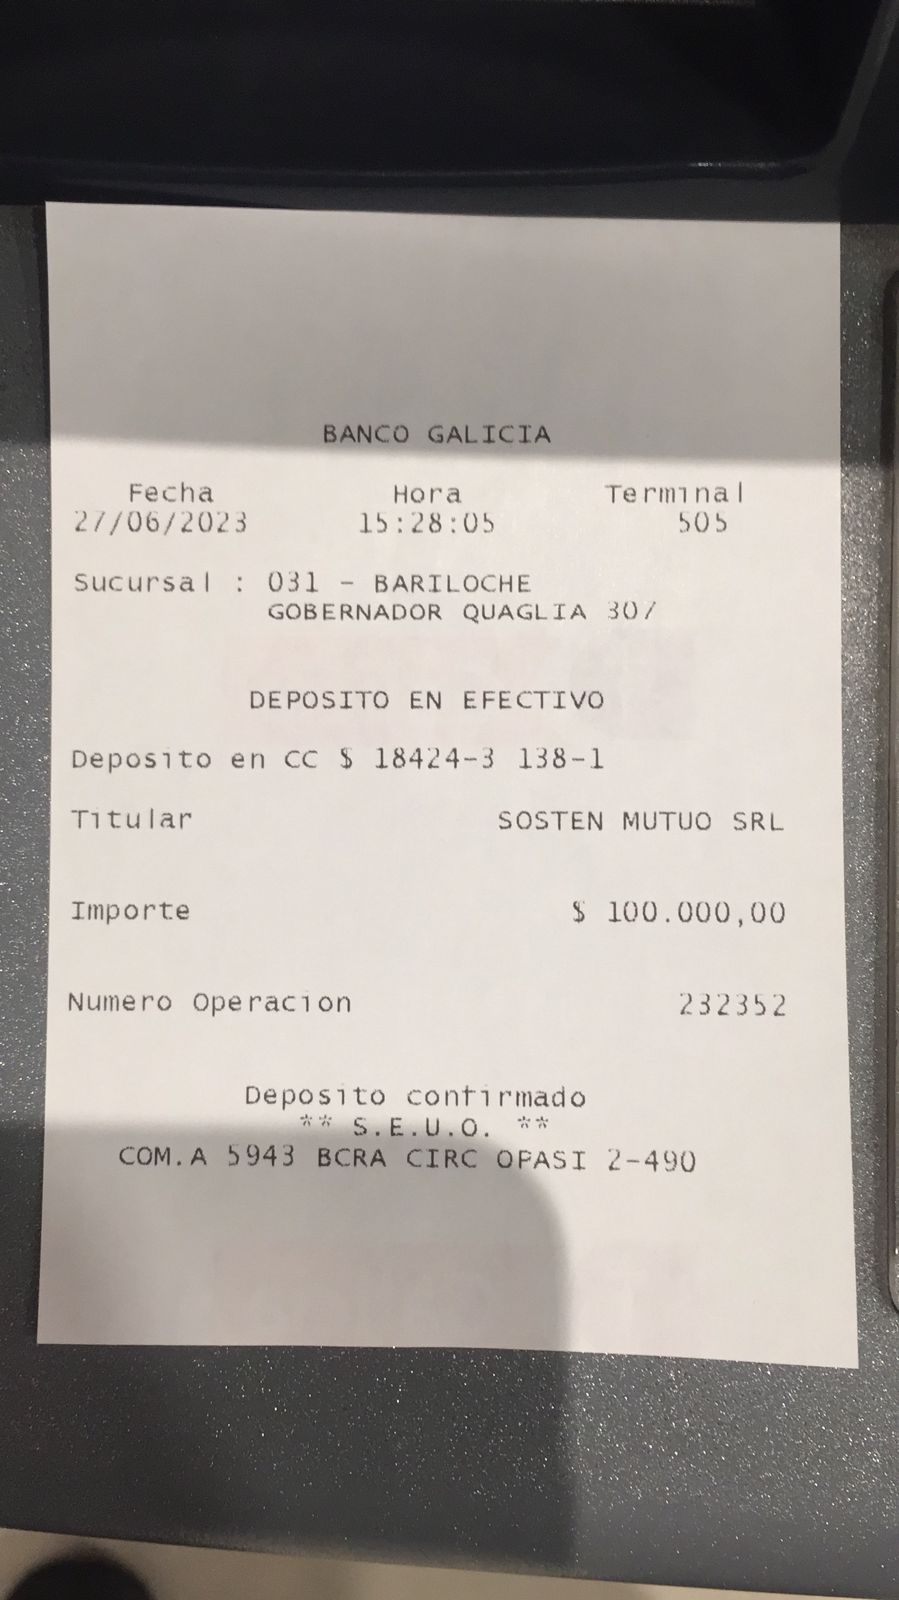 BANCO GALICIA
Fecha Hora Terminal
27/06/2023 15:28:05 505
Sucursal : 031 - BARILOCHE
GOBERNADOR QUAGLIA 307
DEPOSITO EN EFECTIVO
Deposito en CC $ 18424-3 138-1
Titular SOSTEN MUTUO SRL
Importe $ 100.000,00
Numero Operacion 232352
Deposito confirmado
** S.E.U.O. **
COM.A 5943 BCRA CIRC OPASI 2-490